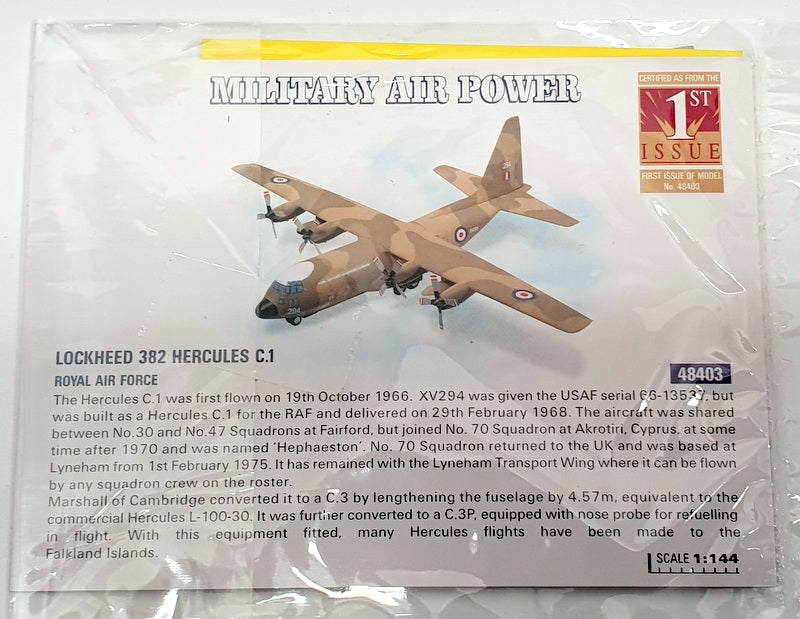 MILITARY AIR POWER
CERTIFIED AS FROM THE
1ST
ISSUE
FIRST ISSUE OF MODEL
No. 48403
294
294
LOCKHEED 382 HERCULES C.1
ROYAL AIR FORCE
48403
The Hercules C.1 was first flown on 19th October 1966. XV294 was given the USAF serial but
was built as a Hercules C.1 for the RAF and delivered on 29th February 1968. The aircraft was shared
between No.30 and No.47 Squadrons at Fairford, but joined No. 70 Squadron at Akrotiri, Cyprus, at some
time after 1970 and was named 'Hephaeston'. No. 70 Squadron returned to the UK and was based at
Lyneham from 1st February 1975. It has remained with the Lyneham Transport Wing where it can be flown
by any squadron crew on the roster.
Marshall of Cambridge converted it to a C.3 by lengthening the fuselage by 4.57m, equivalent to the
commercial Hercules L-100-30. It was further converted to a C.3P, equipped with nose probe for refuelling
in flight. With this equipment fitted, many Hercules flights have been made to the
Falkland Islands.
SCALE 1:144